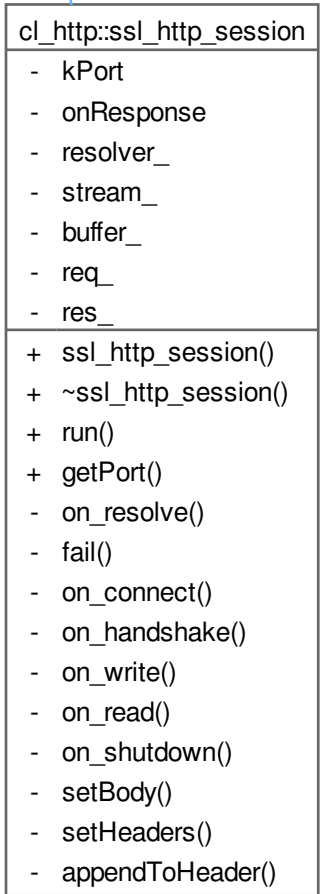 cl_http::ssl_http_session
- kPort
- onResponse
- resolver_
- stream_
- buffer_
- req_
- res_
+ ssl_http_session()
+ ~ssl_http_session()
+ run()
+ getPort()
- on_resolve()
- fail()
- on_connect()
- on_handshake()
- on_write()
- on_read()
- on_shutdown()
- setBody()
- setHeaders()
- appendToHeader()